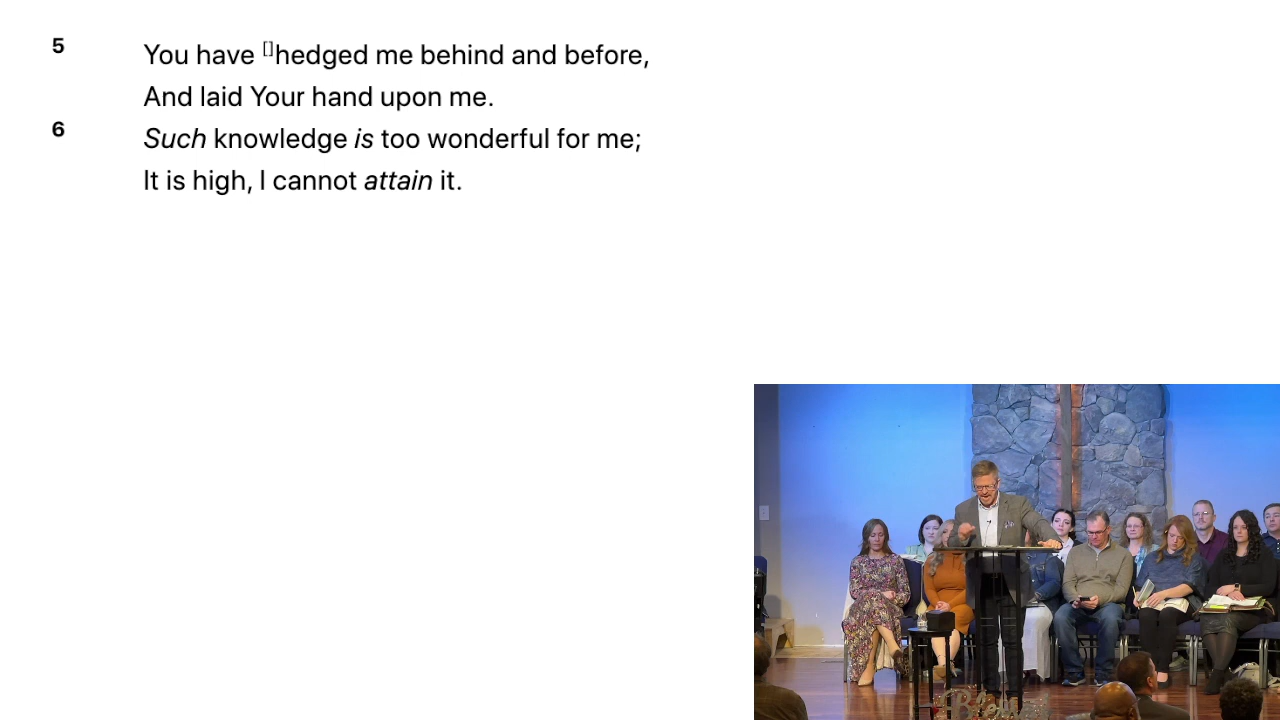 5 You have []hedged me behind and before,
And laid Your hand upon me.
6 Such knowledge is too wonderful for me;
It is high, I cannot attain it.
Blessed